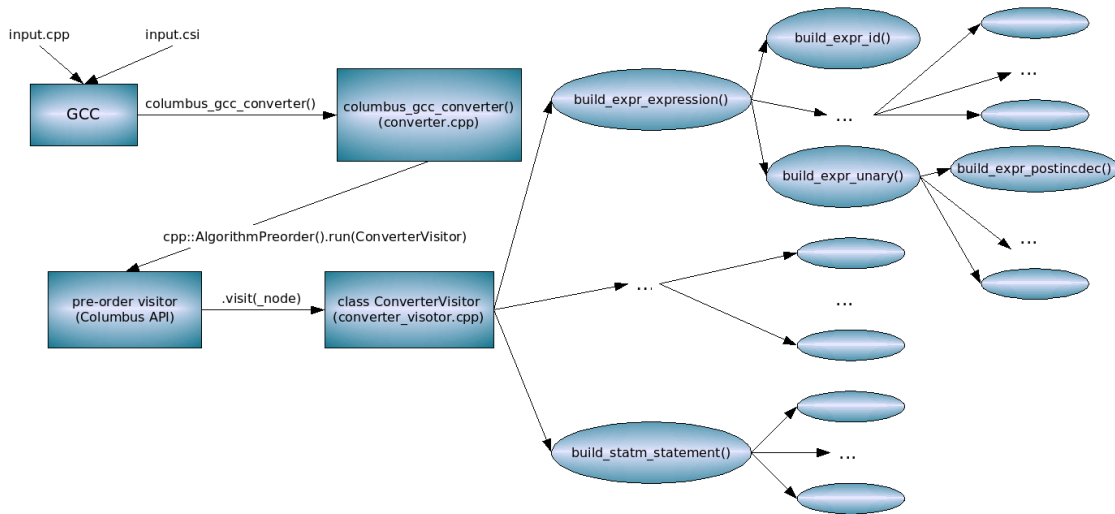 input.cpp
input.csi
GCC
columbus_gcc_converter()
columbus_gcc_converter()
(converter.cpp)
cpp::AlgorithmPreorder().run(ConverterVisitor)
pre-order visitor
(Columbus API)
.visit(_node)
class ConverterVisitor
(converter_visotor.cpp)
build_expr_expression()
build_expr_id()
...
...
build_expr_unary()
build_expr_postincdec()
...
...
...
build_statm_statement()
...